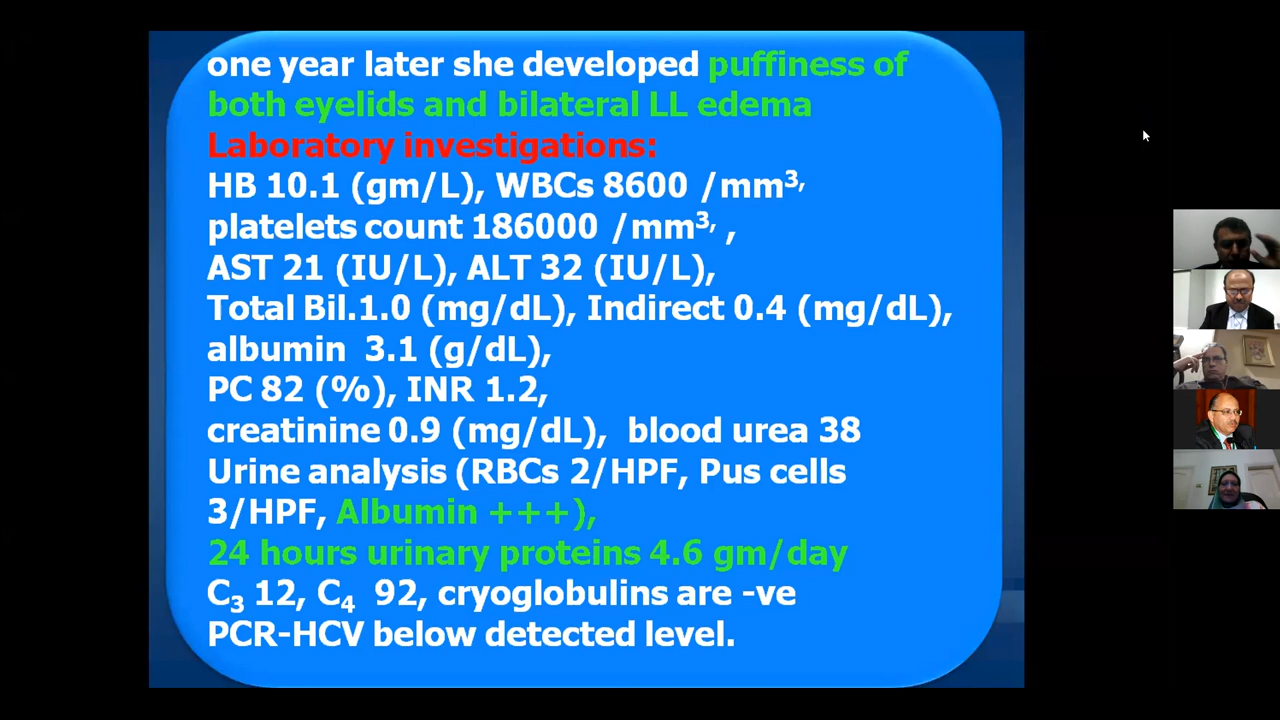 one year later she developed puffiness of
both eyelids and bilateral LL edema
Laboratory investigations:
HB 10.1 (gm/L), WBCs 8600 /mm³,
platelets count 186000 /mm³, ,
AST 21 (IU/L), ALT 32 (IU/L),
Total Bil.1.0 (mg/dL), Indirect 0.4 (mg/dL),
albumin 3.1 (g/dL),
PC 82 (%), INR 1.2,
creatinine 0.9 (mg/dL), blood urea 38
Urine analysis (RBCs 2/HPF, Pus cells
3/HPF, Albumin +++),
24 hours urinary proteins 4.6 gm/day
C₃ 12, C₄ 92, cryoglobulins are -ve
PCR-HCV below detected level.